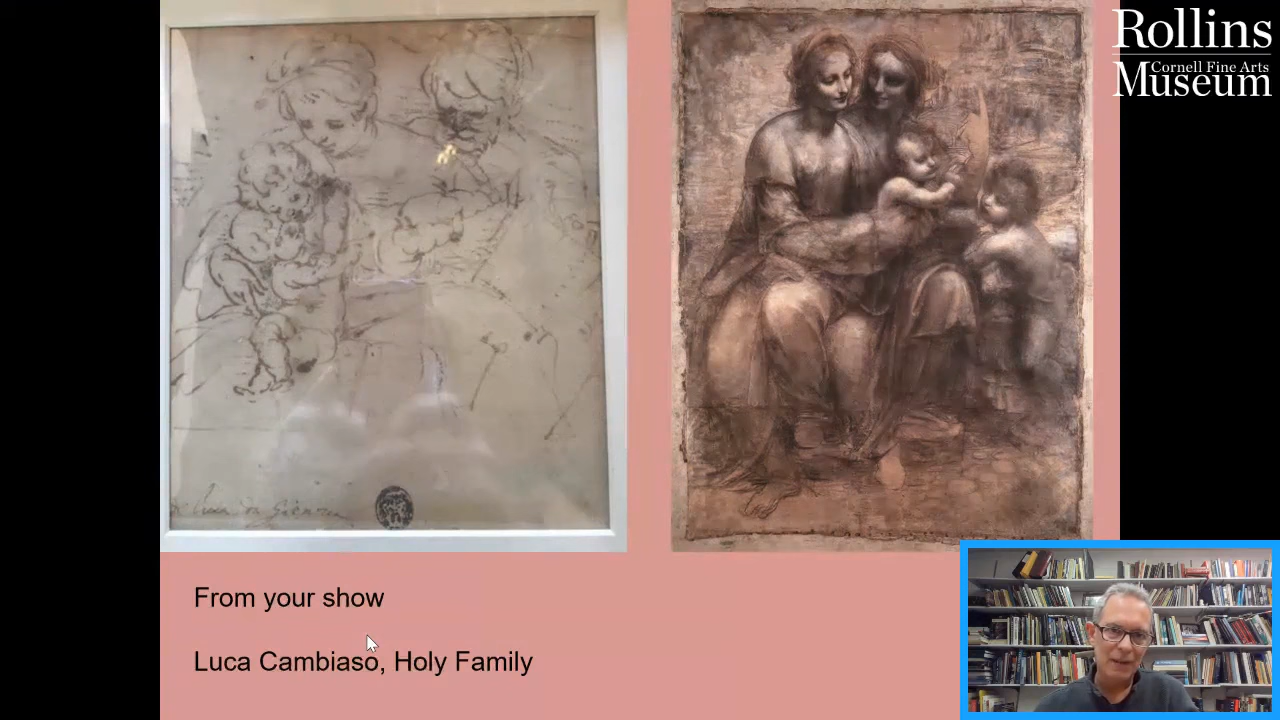 Rollins
Cornell Fine Arts
Museum
From your show
Luca Cambiaso, Holy Family